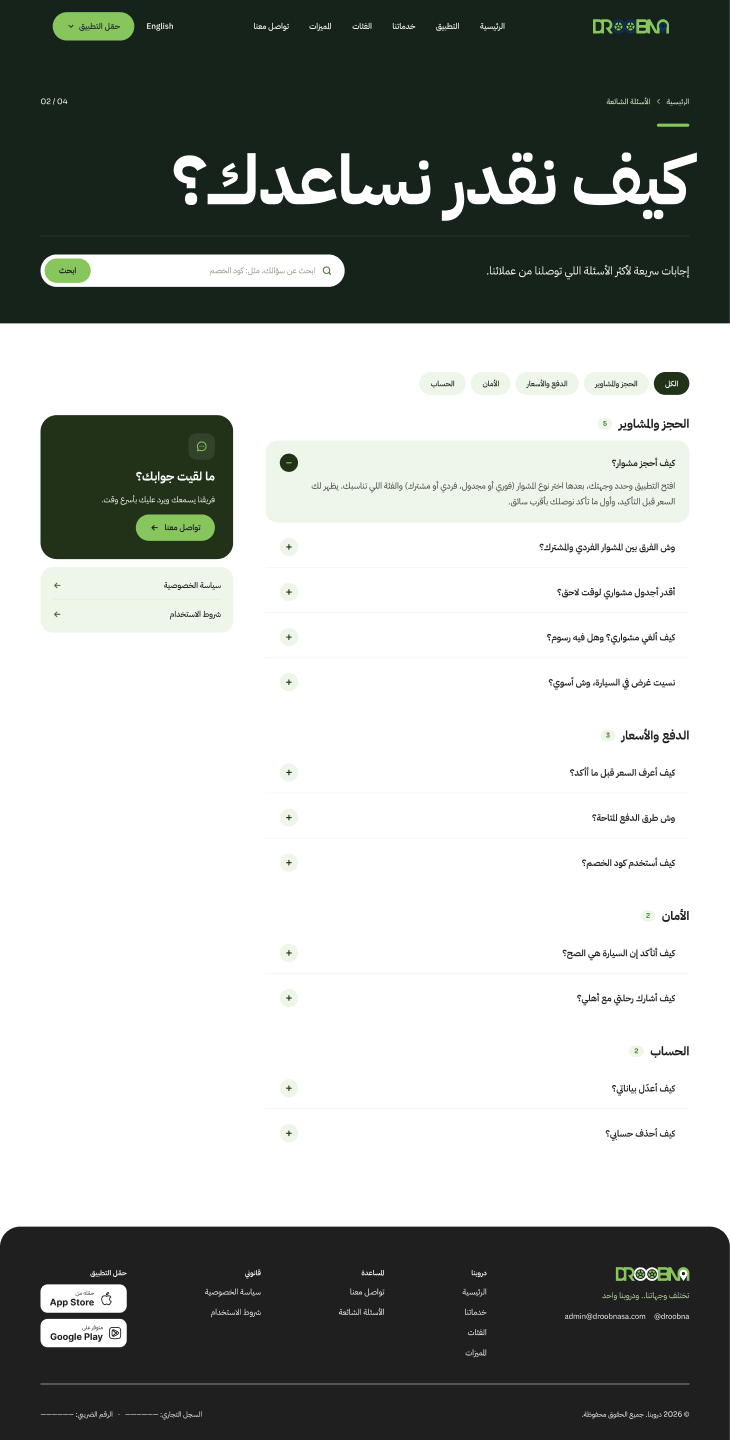 DROOBNA
الرئيسية
التطبيق
خدماتنا
الفئات
المميزات
تواصل معنا
English
حمّل التطبيق
الرئيسية > الأسئلة الشائعة
02 / 04
كيف نقدر نساعدك؟
إجابات سريعة لأكثر الأسئلة اللي توصلنا من عملائنا.
ابحث عن سؤالك، مثل: كود الخصم
ابحث
الكل
الحجز والمشاوير
الدفع والأسعار
الأمان
الحساب
الحجز والمشاوير 5
كيف أحجز مشوار؟
افتح التطبيق وحدد وجهتك، بعدها اختر نوع المشوار (فوري أو مجدول، فردي أو مشترك) والفئة اللي تناسبك. يظهر لك
السعر قبل التأكيد، وأول ما تأكد نوصلك بأقرب سائق.
وش الفرق بين المشوار الفردي والمشترك؟
أقدر أجدول مشواري لوقت لاحق؟
كيف ألغي مشواري؟ وهل فيه رسوم؟
نسيت غرض في السيارة، وش أسوي؟
الدفع والأسعار 3
كيف أعرف السعر قبل ما أأكد؟
وش طرق الدفع المتاحة؟
كيف أستخدم كود الخصم؟
الأمان 2
كيف أتأكد إن السيارة هي الصح؟
كيف أشارك رحلتي مع أهلي؟
الحساب 2
كيف أعدّل بياناتي؟
كيف أحذف حسابي؟
ما لقيت جوابك؟
فريقنا يسمعك ويرد عليك بأسرع وقت.
تواصل معنا
سياسة الخصوصية
شروط الاستخدام
DROOBNA
تختلف وجهاتنا.. ودروبنا واحد
admin@droobnasa.com @droobna
دروبنا
الرئيسية
خدماتنا
الفئات
المميزات
المساعدة
تواصل معنا
الأسئلة الشائعة
قانوني
سياسة الخصوصية
شروط الاستخدام
حمّل التطبيق
حمّله من
App Store
متوفر على
Google Play
© 2026 دروبنا. جميع الحقوق محفوظة.
السجل التجاري: —————— · الرقم الضريبي: ——————